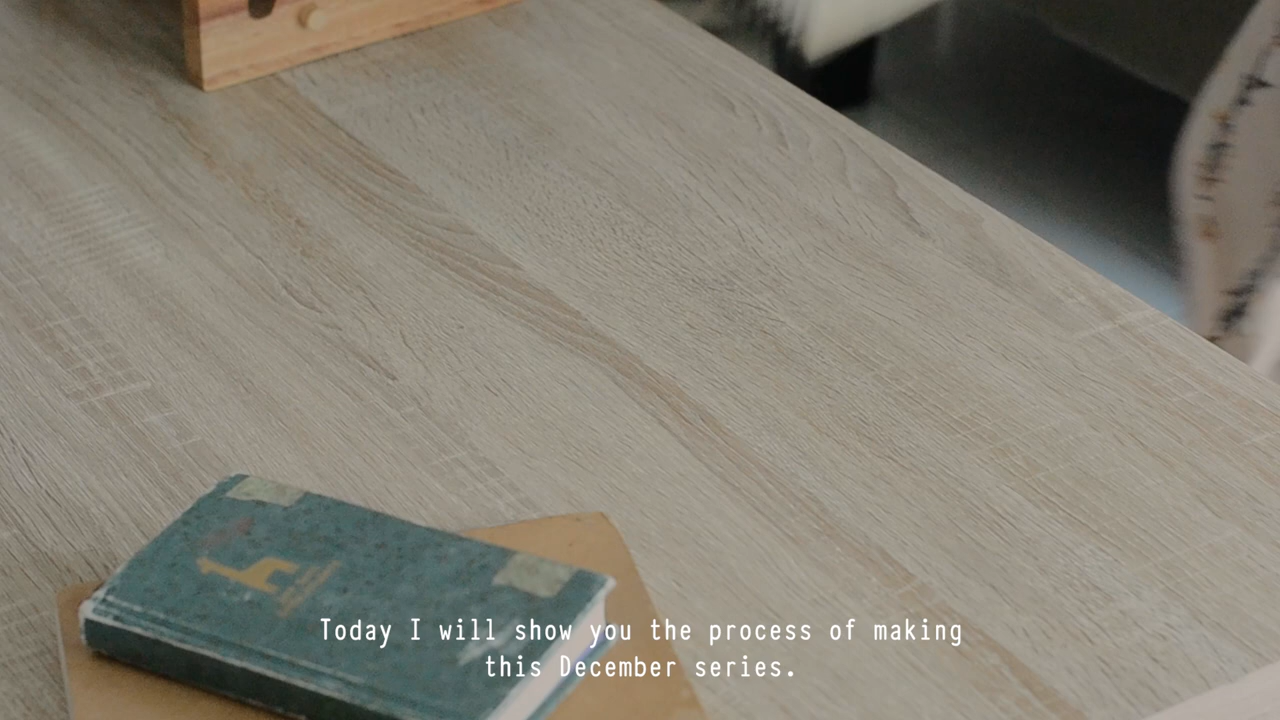 Today I will show you the process of making
this December series.